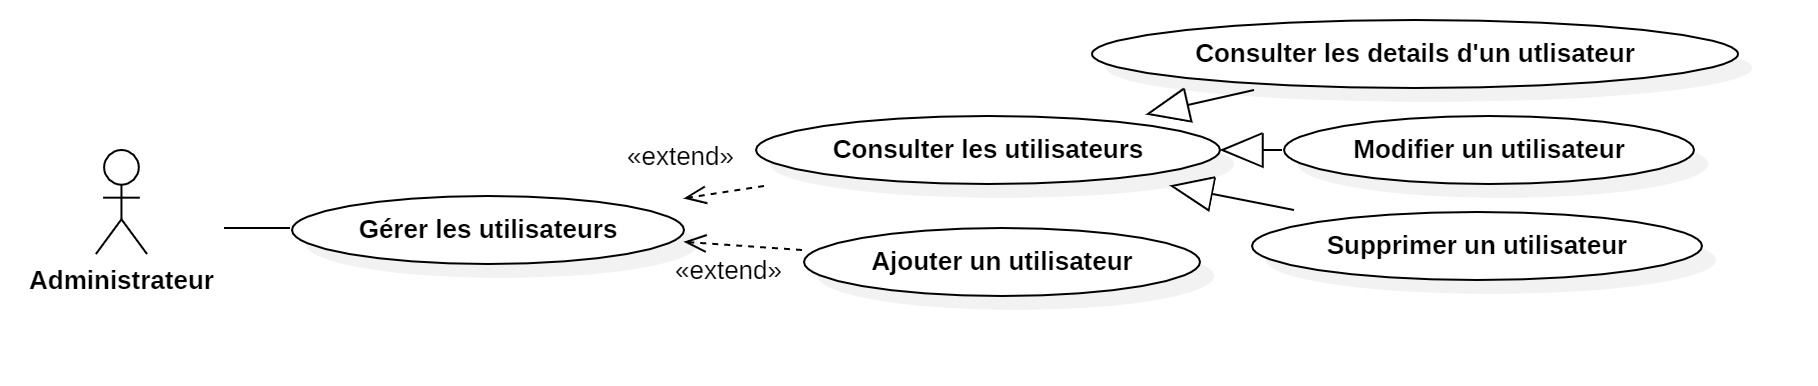 Consulter les details d'un utlisateur
Consulter les utilisateurs
Modifier un utilisateur
«extend»
Gérer les utilisateurs
Supprimer un utilisateur
Ajouter un utilisateur
«extend»
Administrateur